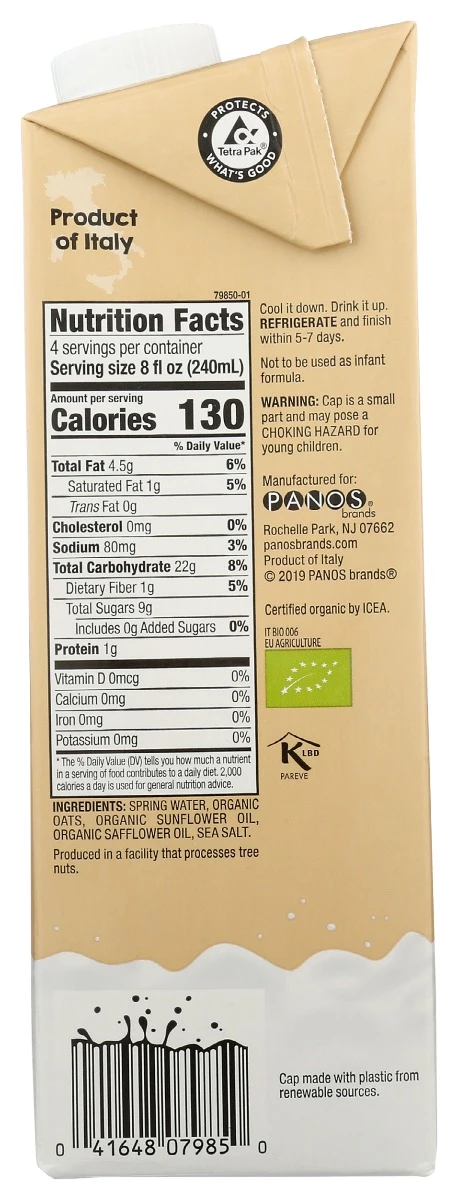 PROTECTS
Tetra Pak®
WHAT'S GOOD
Product
of Italy
79850-01
Nutrition Facts
4 servings per container
Serving size 8 fl oz (240mL)
Amount per serving
Calories 130
% Daily Value*
Total Fat 4.5g 6%
Saturated Fat 1g 5%
Trans Fat 0g
Cholesterol 0mg 0%
Sodium 80mg 3%
Total Carbohydrate 22g 8%
Dietary Fiber 1g 5%
Total Sugars 9g
Includes 0g Added Sugars 0%
Protein 1g
Vitamin D 0mcg 0%
Calcium 0mg 0%
Iron 0mg 0%
Potassium 0mg 0%
* The % Daily Value (DV) tells you how much a nutrient
in a serving of food contributes to a daily diet. 2,000
calories a day is used for general nutrition advice.
INGREDIENTS: SPRING WATER, ORGANIC
OATS, ORGANIC SUNFLOWER OIL,
ORGANIC SAFFLOWER OIL, SEA SALT.
Produced in a facility that processes tree
nuts.
Cool it down. Drink it up.
REFRIGERATE and finish
within 5-7 days.
Not to be used as infant
formula.
WARNING: Cap is a small
part and may pose a
CHOKING HAZARD for
young children.
Manufactured for:
PANOS®
brands
Rochelle Park, NJ 07662
panosbrands.com
Product of Italy
© 2019 PANOS brands®
Certified organic by ICEA.
IT BIO 006
EU AGRICULTURE
K LBD
PAREVE
0 41648 07985 0
Cap made with plastic from
renewable sources.